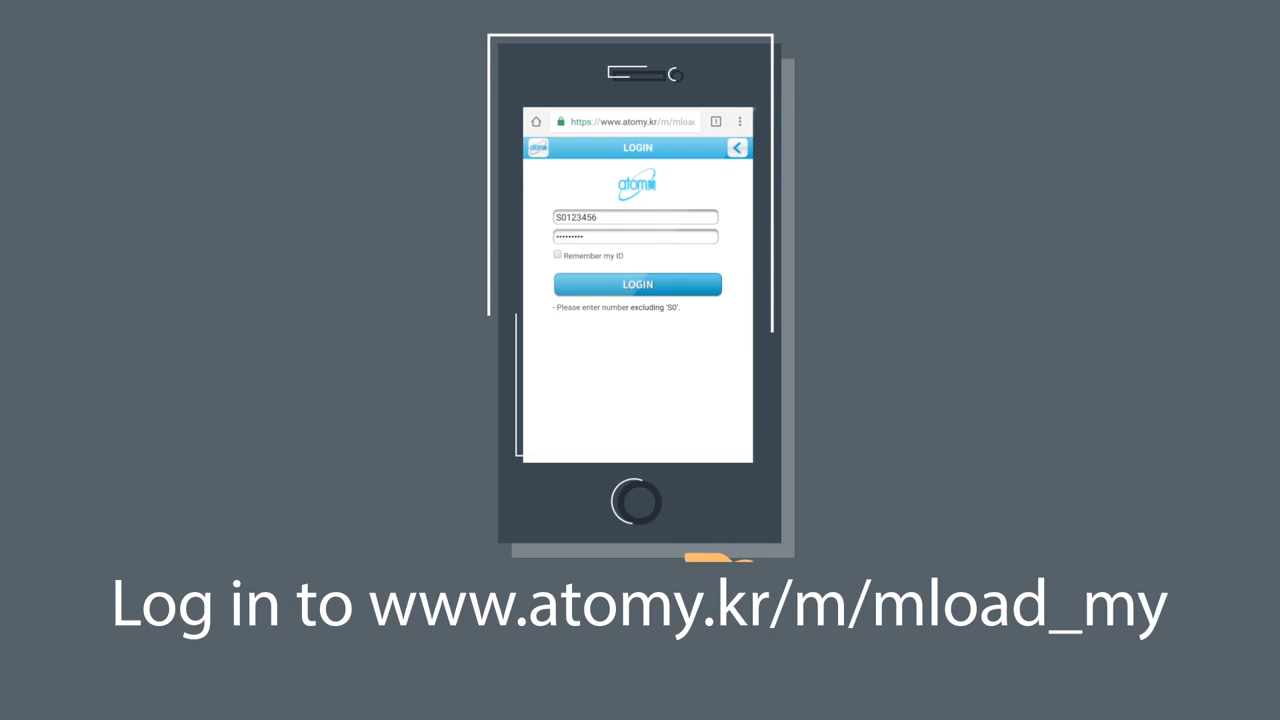 https://www.atomy.kr/m/mloa
1
LOGIN
S0123456
•••••••••
Remember my ID
LOGIN
- Please enter number excluding 'S0'.
Log in to www.atomy.kr/m/mload_my